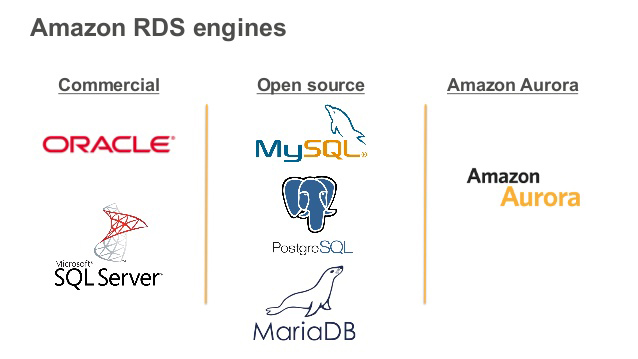 Amazon RDS engines
Commercial
Open source
Amazon Aurora
ORACLE®
MySQL»
Amazon
Aurora
Microsoft®
SQL Server
PostgreSQL
MariaDB